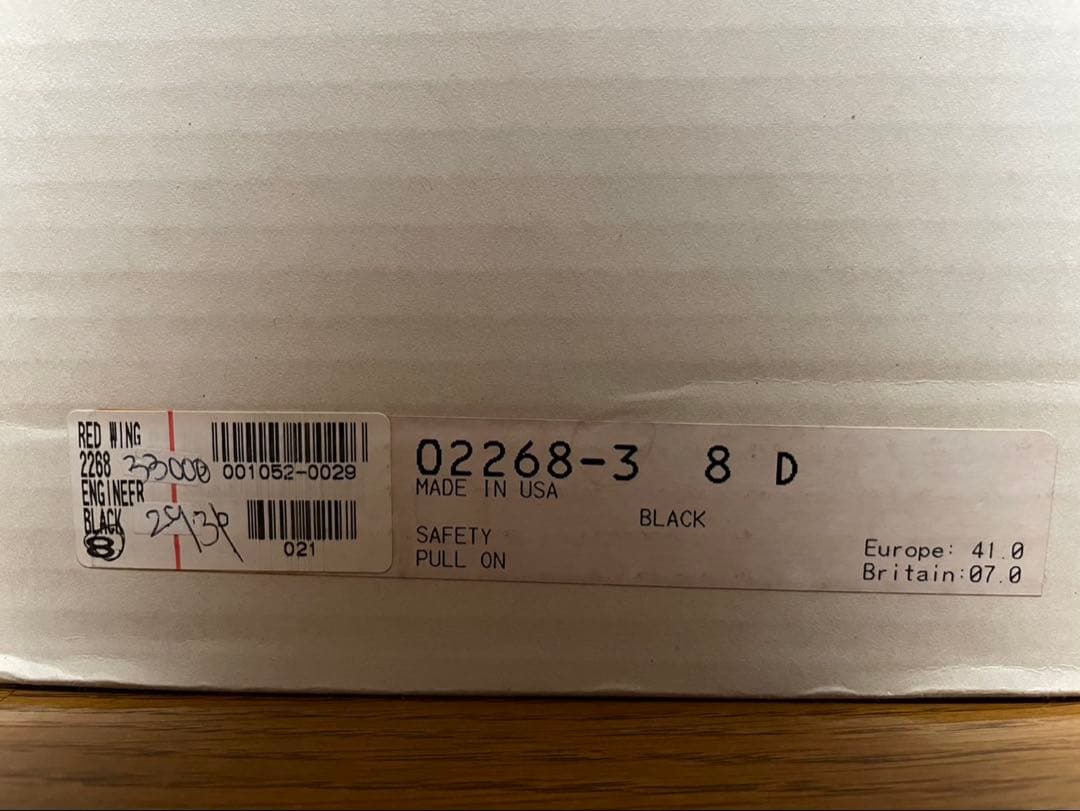 RED WING
2268 33000
ENGINEER
BLACK
8
001052-0029
021
02268-3 8 D
MADE IN USA
BLACK
SAFETY
PULL ON
Europe: 41.0
Britain:07.0